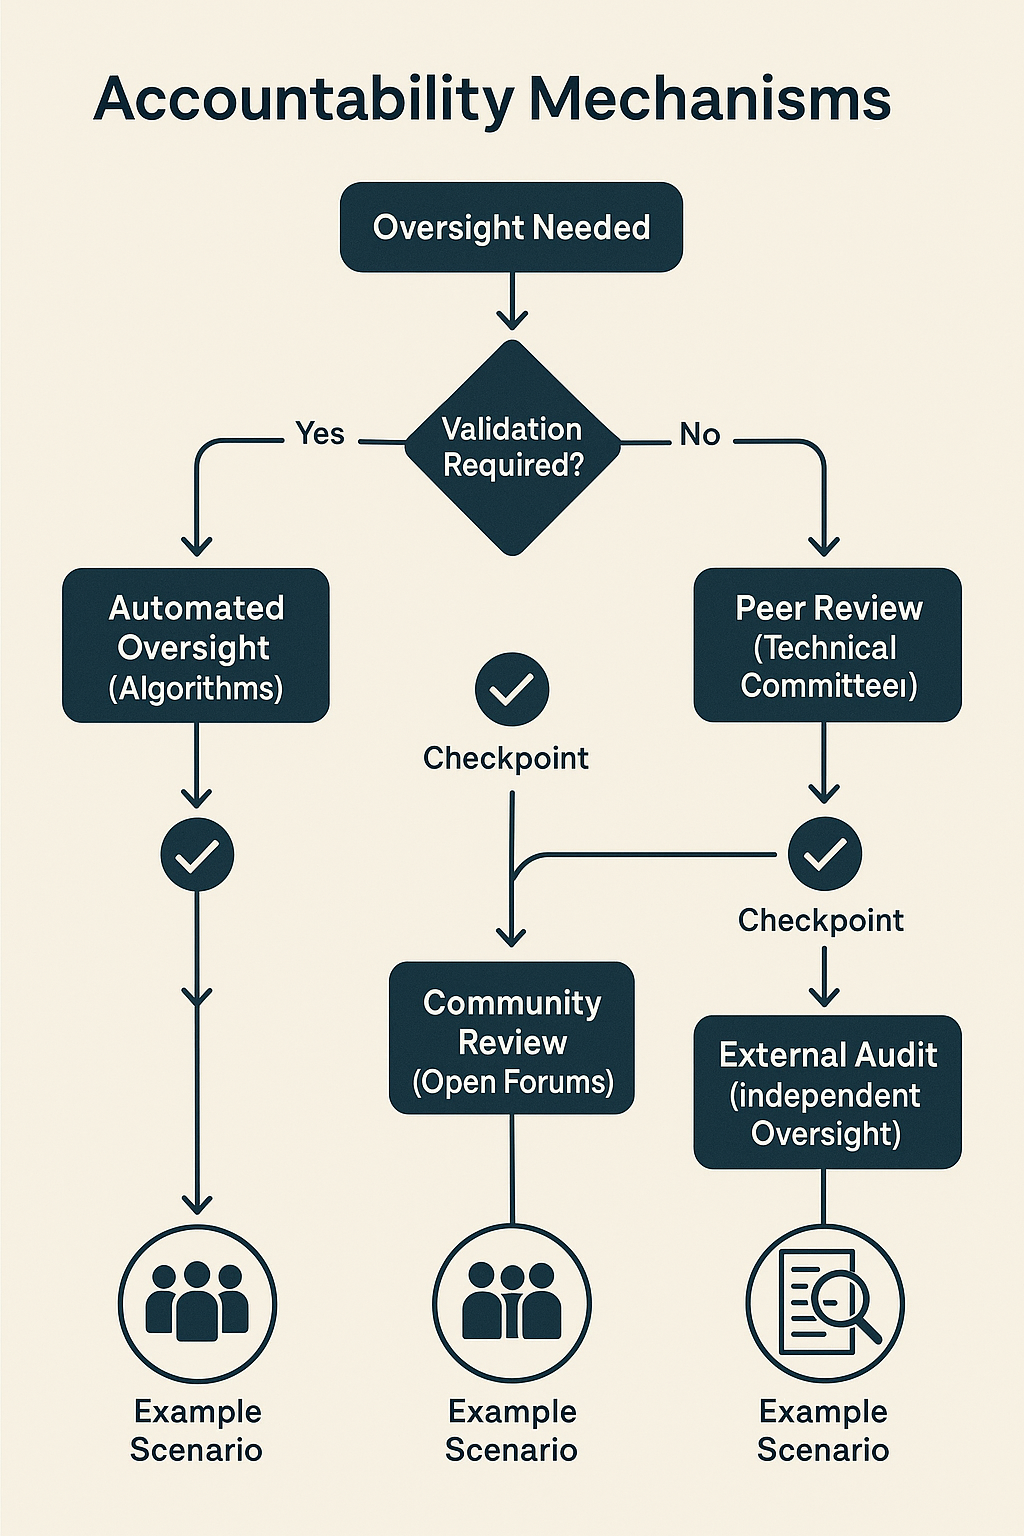 Accountability Mechanisms
Oversight Needed
Validation
Required?
Yes
No
Automated
Oversight
(Algorithms)
Peer Review
(Technical
Committeeı)
Checkpoint
Checkpoint
Community
Review
(Open Forums)
External Audit
(independent
Oversight)
Example
Scenario
Example
Scenario
Example
Scenario